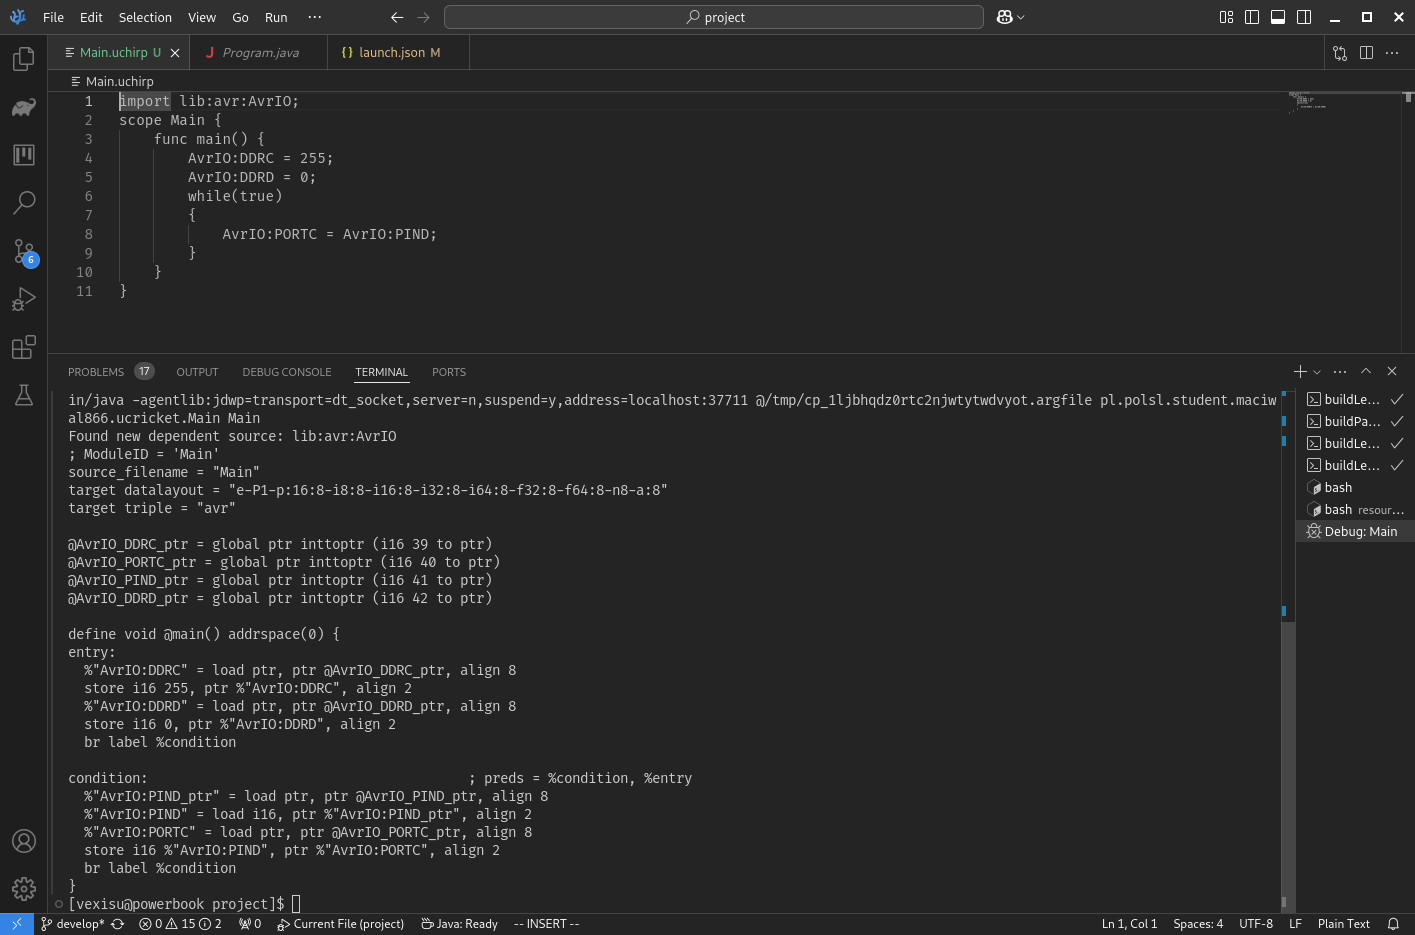 File Edit Selection View Go Run ··· project
Main.uchirp U Program.java {} launch.json M
Main.uchirp
1 import lib:avr:AvrIO;
2 scope Main {
3 func main() {
4 AvrIO:DDRC = 255;
5 AvrIO:DDRD = 0;
6 while(true)
7 {
8 AvrIO:PORTC = AvrIO:PIND;
9 }
10 }
11 }
PROBLEMS 17 OUTPUT DEBUG CONSOLE TERMINAL PORTS
in/java -agentlib:jdwp=transport=dt_socket,server=n,suspend=y,address=localhost:37711 @/tmp/cp_1ljbhqdz0rtc2njwtytwdvyot.argfile pl.polsl.student.maciw
al866.ucricket.Main Main
Found new dependent source: lib:avr:AvrIO
; ModuleID = 'Main'
source_filename = "Main"
target datalayout = "e-P1-p:16:8-i8:8-i16:8-i32:8-i64:8-f32:8-f64:8-n8-a:8"
target triple = "avr"
@AvrIO_DDRC_ptr = global ptr inttoptr (i16 39 to ptr)
@AvrIO_PORTC_ptr = global ptr inttoptr (i16 40 to ptr)
@AvrIO_PIND_ptr = global ptr inttoptr (i16 41 to ptr)
@AvrIO_DDRD_ptr = global ptr inttoptr (i16 42 to ptr)
define void @main() addrspace(0) {
entry:
%"AvrIO:DDRC" = load ptr, ptr @AvrIO_DDRC_ptr, align 8
store i16 255, ptr %"AvrIO:DDRC", align 2
%"AvrIO:DDRD" = load ptr, ptr @AvrIO_DDRD_ptr, align 8
store i16 0, ptr %"AvrIO:DDRD", align 2
br label %condition
condition: ; preds = %condition, %entry
%"AvrIO:PIND_ptr" = load ptr, ptr @AvrIO_PIND_ptr, align 8
%"AvrIO:PIND" = load i16, ptr %"AvrIO:PIND_ptr", align 2
%"AvrIO:PORTC" = load ptr, ptr @AvrIO_PORTC_ptr, align 8
store i16 %"AvrIO:PIND", ptr %"AvrIO:PORTC", align 2
br label %condition
}
[vexisu@powerbook project]$
buildLe...
buildPa...
buildLe...
buildLe...
bash
bash resour...
Debug: Main
6
develop* 0 15 2 0 Current File (project) Java: Ready -- INSERT -- Ln 1, Col 1 Spaces: 4 UTF-8 LF Plain Text